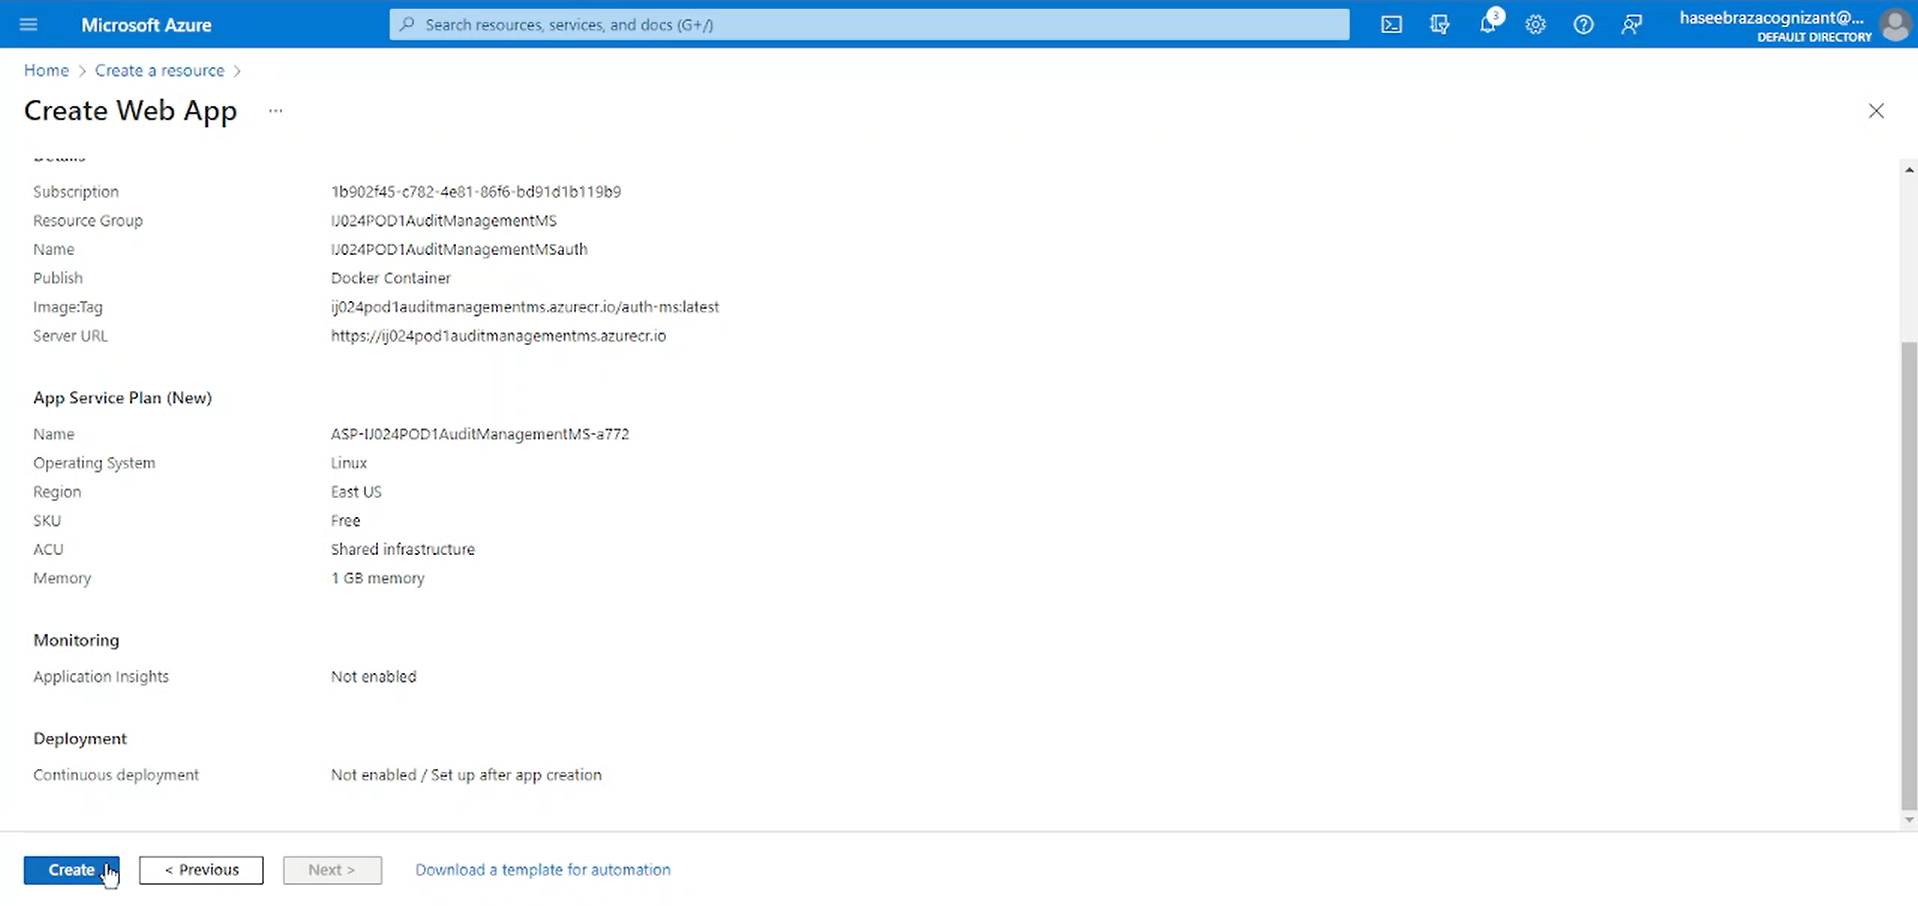 Microsoft Azure
Search resources, services, and docs (G+/)
3
haseebrazacognizant@...
DEFAULT DIRECTORY
Home > Create a resource >
Create Web App ...
Details
Subscription 1b902f45-c782-4e81-86f6-bd91d1b119b9
Resource Group IJ024POD1AuditManagementMS
Name IJ024POD1AuditManagementMSauth
Publish Docker Container
Image:Tag ij024pod1auditmanagementms.azurecr.io/auth-ms:latest
Server URL https://ij024pod1auditmanagementms.azurecr.io
App Service Plan (New)
Name ASP-IJ024POD1AuditManagementMS-a772
Operating System Linux
Region East US
SKU Free
ACU Shared infrastructure
Memory 1 GB memory
Monitoring
Application Insights Not enabled
Deployment
Continuous deployment Not enabled / Set up after app creation
Create < Previous Next > Download a template for automation